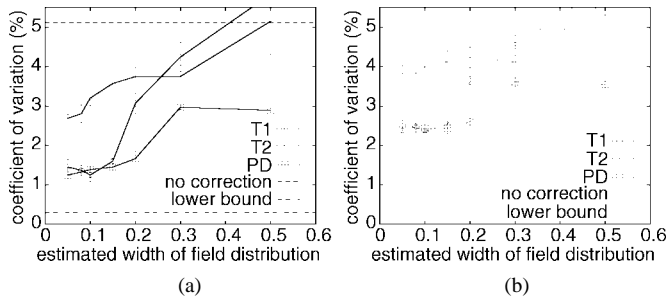 5
4
3
2
1
0
coefficient of variation (%)
T1
T2
PD
no correction
lower bound
0 0.1 0.2 0.3 0.4 0.5 0.6
estimated width of field distribution
(a)
5
4
3
2
1
0
coefficient of variation (%)
T1
T2
PD
no correction
lower bound
0 0.1 0.2 0.3 0.4 0.5 0.6
estimated width of field distribution
(b)